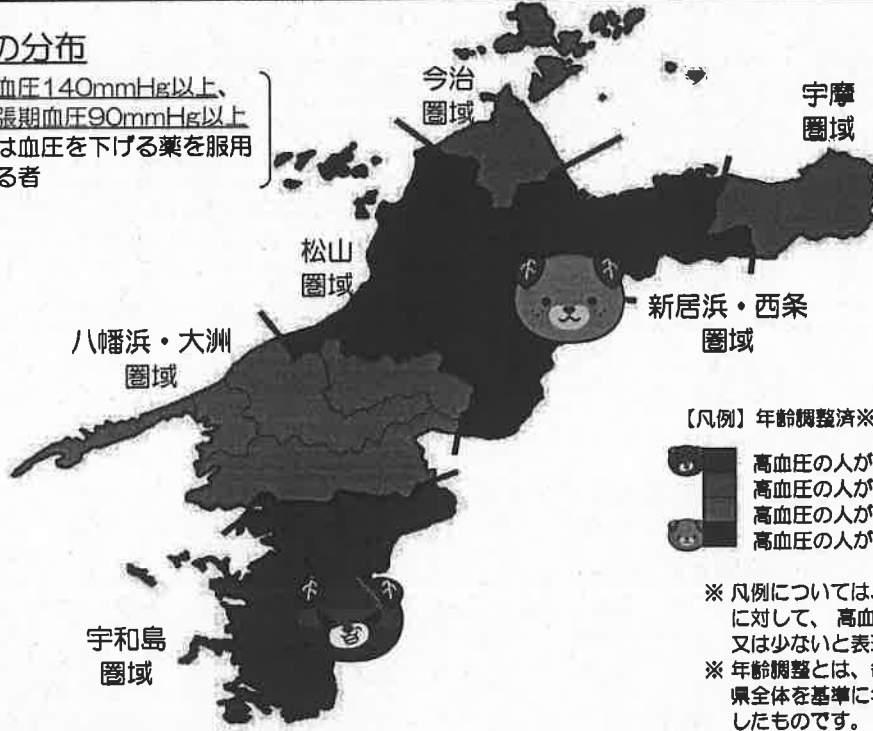 の分布
血圧140mmHg以上、
張期血圧90mmHg以上
は血圧を下げる薬を服用
る者
今治
圏域
宇摩
圏域
松山
圏域
新居浜・西条
圏域
八幡浜・大洲
圏域
宇和島
圏域
【凡例】年齢調整済※
高血圧の人が
高血圧の人が
高血圧の人が
高血圧の人が
※ 凡例については、
に対して、 高血
又は少ないと表
※ 年齢調整とは、
県全体を基準に
したものです。